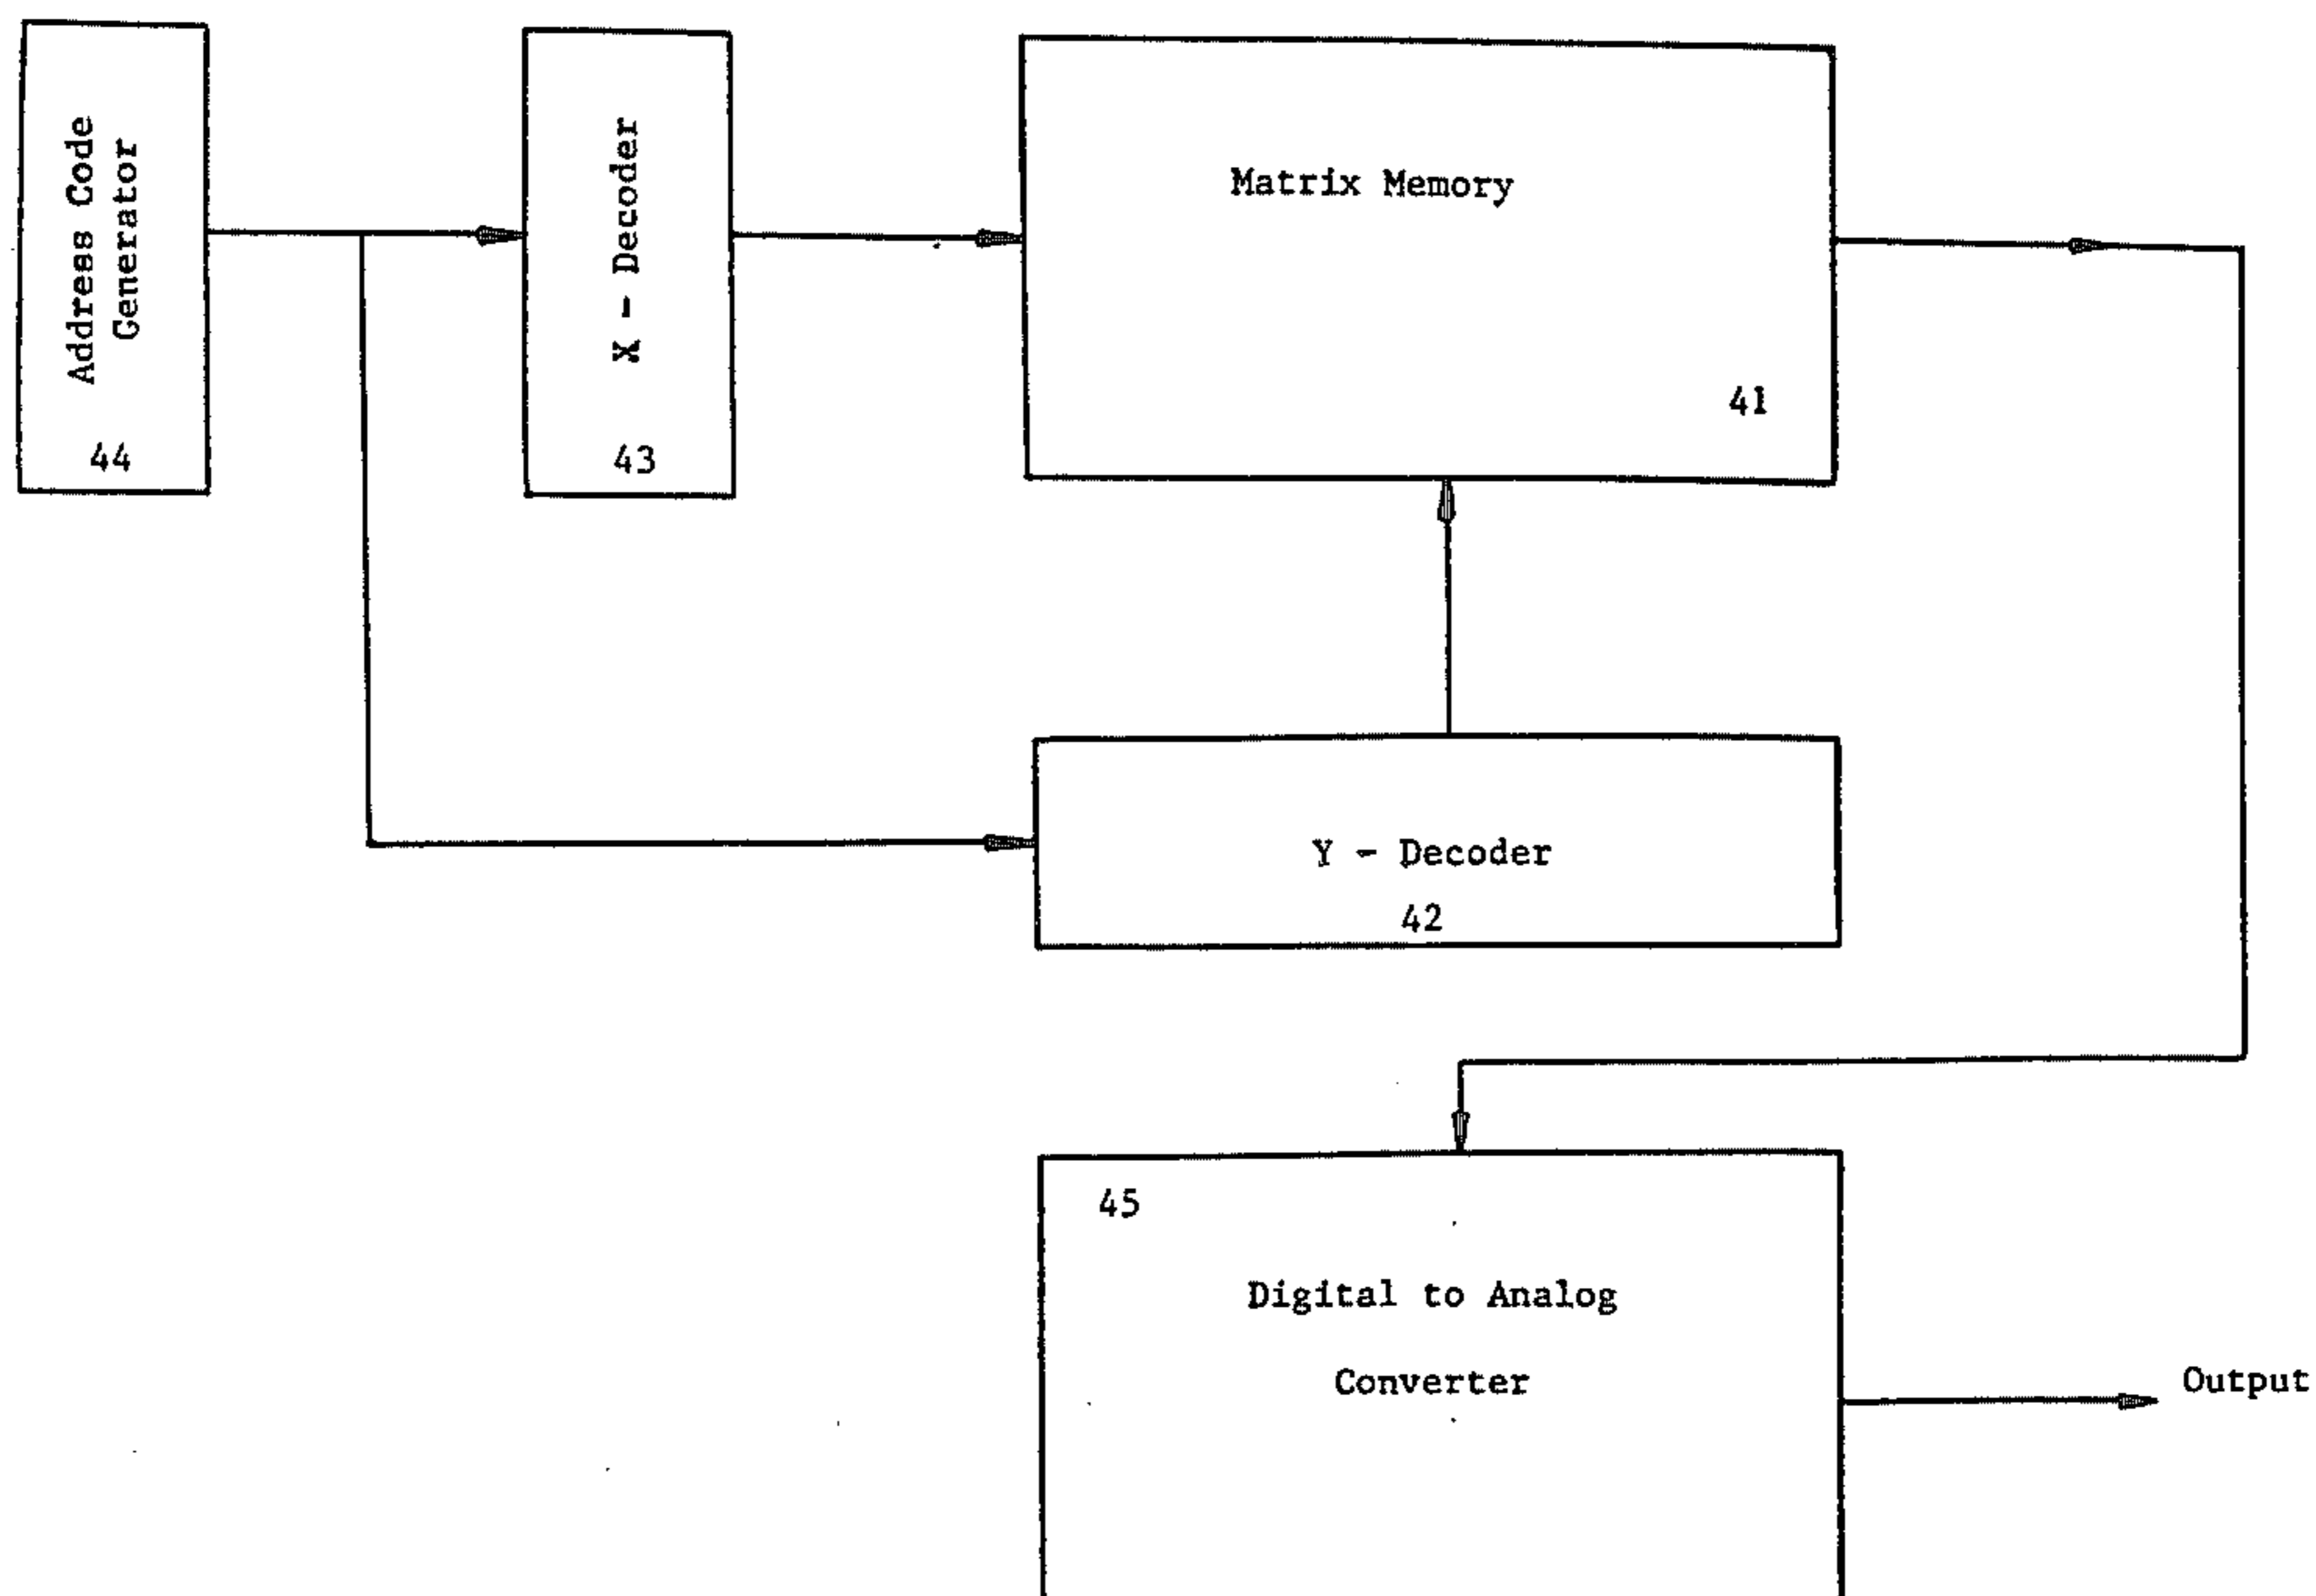 Address Code
Generator
44
X - Decoder
43
Matrix Memory
41
Y - Decoder
42
45
Digital to Analog
Converter
Output